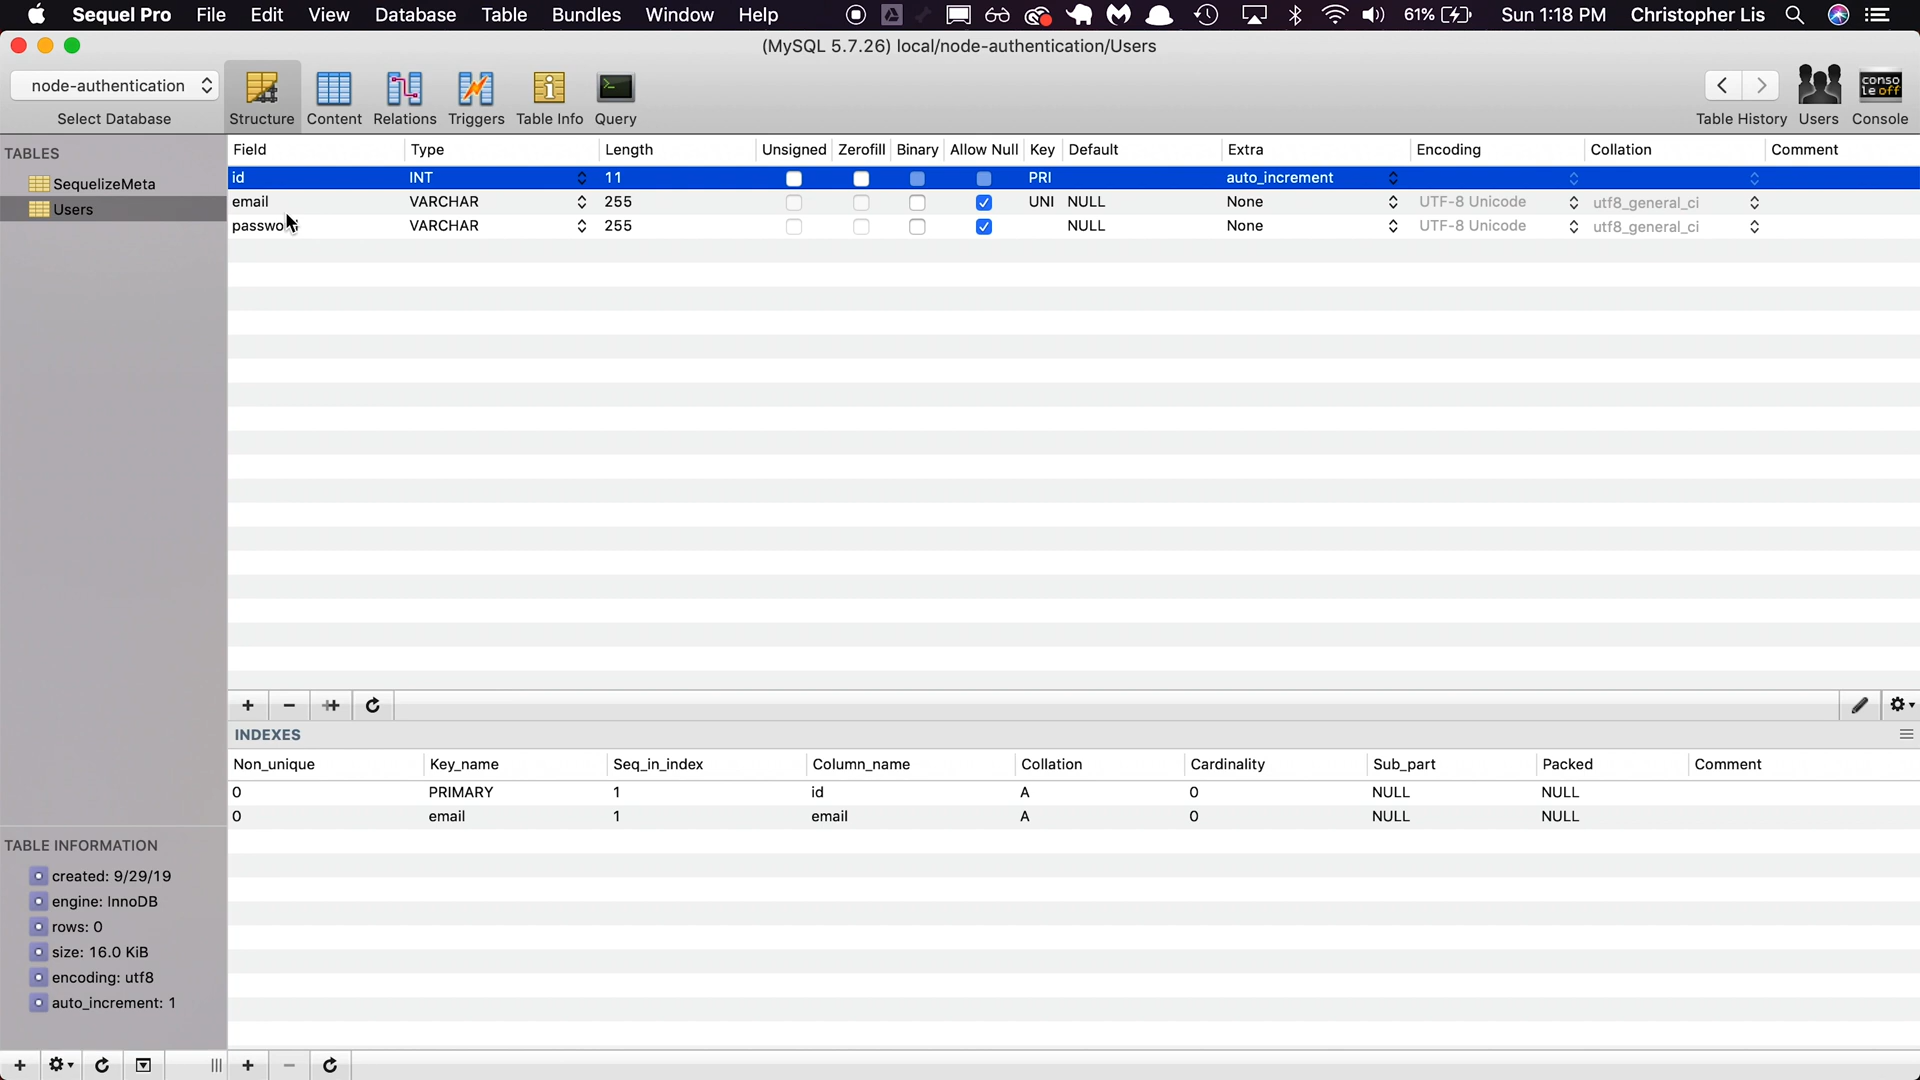 Sequel Pro File Edit View Database Table Bundles Window Help 61% Sun 1:18 PM Christopher Lis
(MySQL 5.7.26) local/node-authentication/Users
node-authentication
Select Database Structure Content Relations Triggers Table Info Query Table History Users Console
conso
le off
TABLES
SequelizeMeta
Users
Field Type Length Unsigned Zerofill Binary Allow Null Key Default Extra Encoding Collation Comment
id INT 11 PRI auto_increment
email VARCHAR 255 UNI NULL None UTF-8 Unicode utf8_general_ci
VARCHAR 255 NULL None UTF-8 Unicode utf8_general_ci
INDEXES
Non_unique Key_name Seq_in_index Column_name Collation Cardinality Sub_part Packed Comment
0 PRIMARY 1 id A 0 NULL NULL
0 email 1 email A 0 NULL NULL
TABLE INFORMATION
created: 9/29/19
engine: InnoDB
rows: 0
size: 16.0 KiB
encoding: utf8
auto_increment: 1